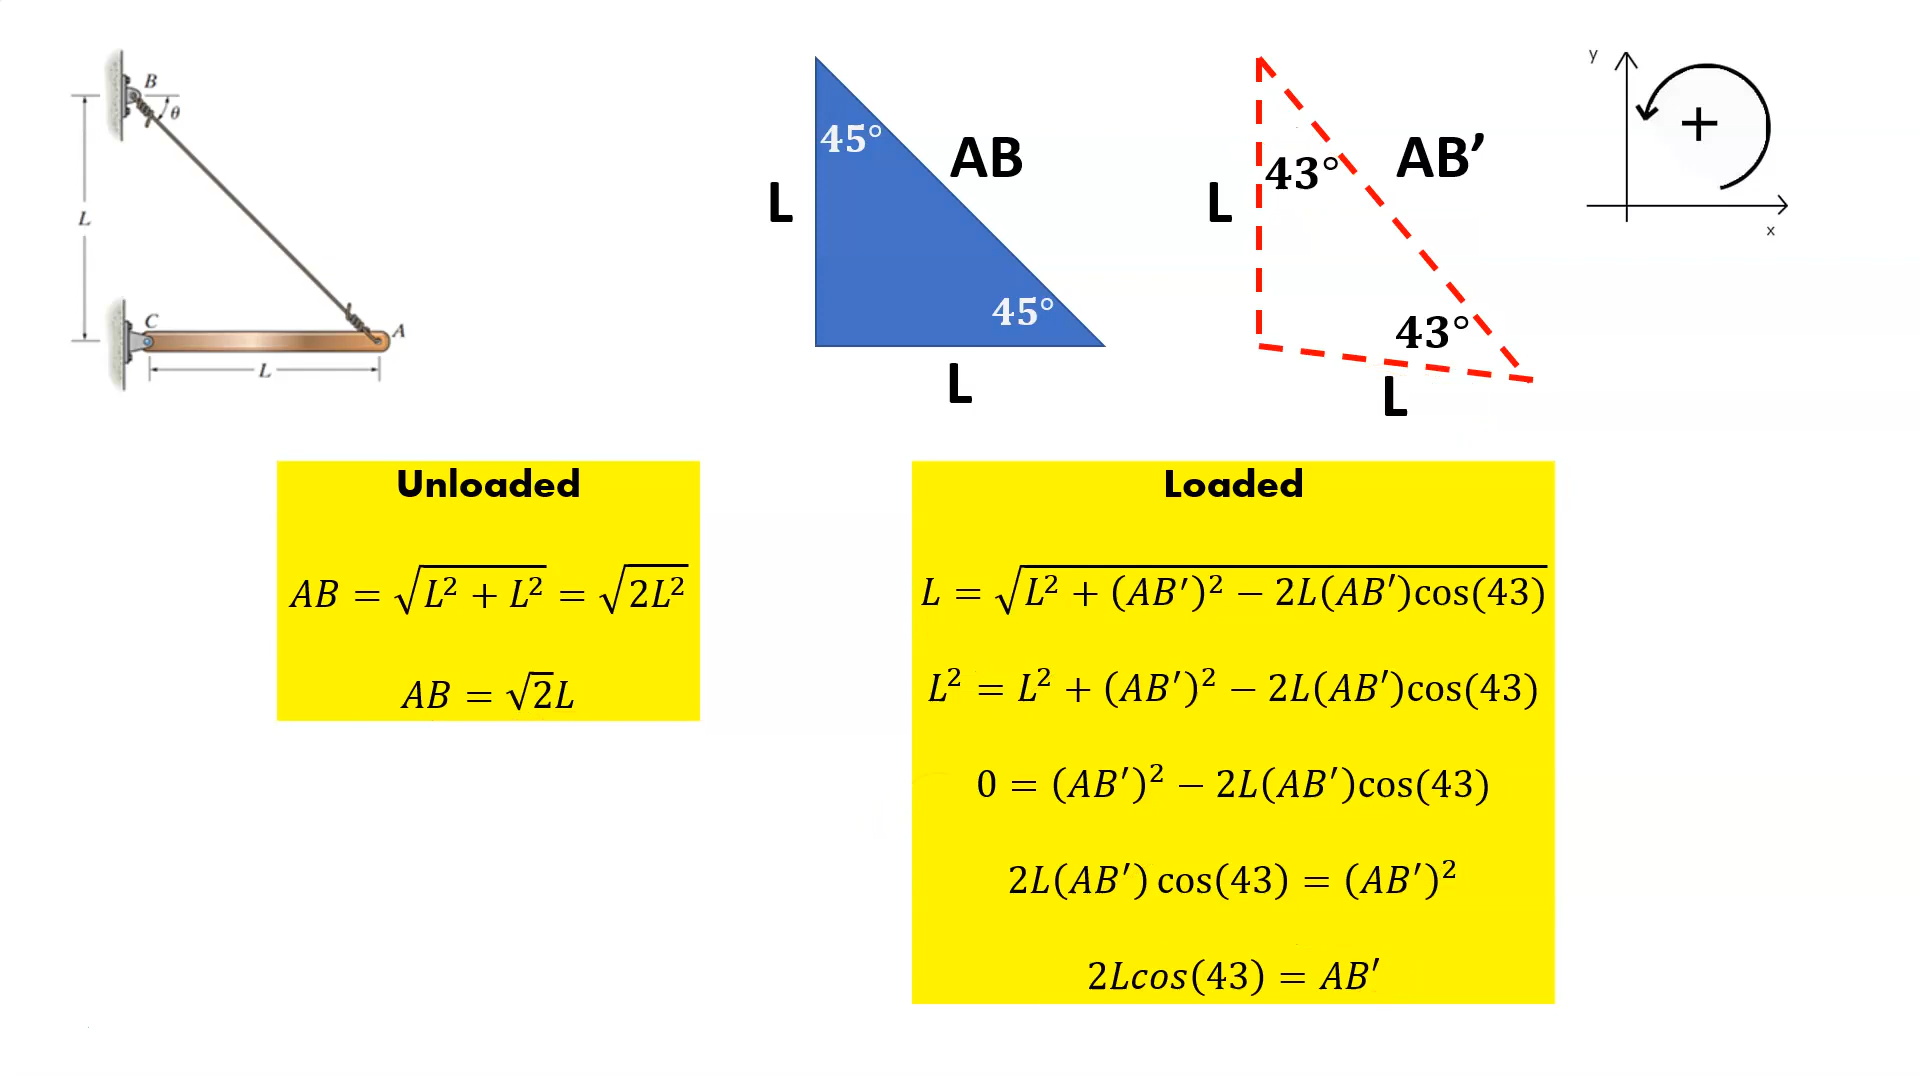 B
θ
L
C
A
L
45°
AB
L
45°
L
43°
AB’
L
43°
L
y
+
x
Unloaded
AB = √L² + L² = √2L²
AB = √2L
Loaded
L = √L² + (AB′)² − 2L(AB′)cos(43)
L² = L² + (AB′)² − 2L(AB′)cos(43)
0 = (AB′)² − 2L(AB′)cos(43)
2L(AB′) cos(43) = (AB′)²
2Lcos(43) = AB′